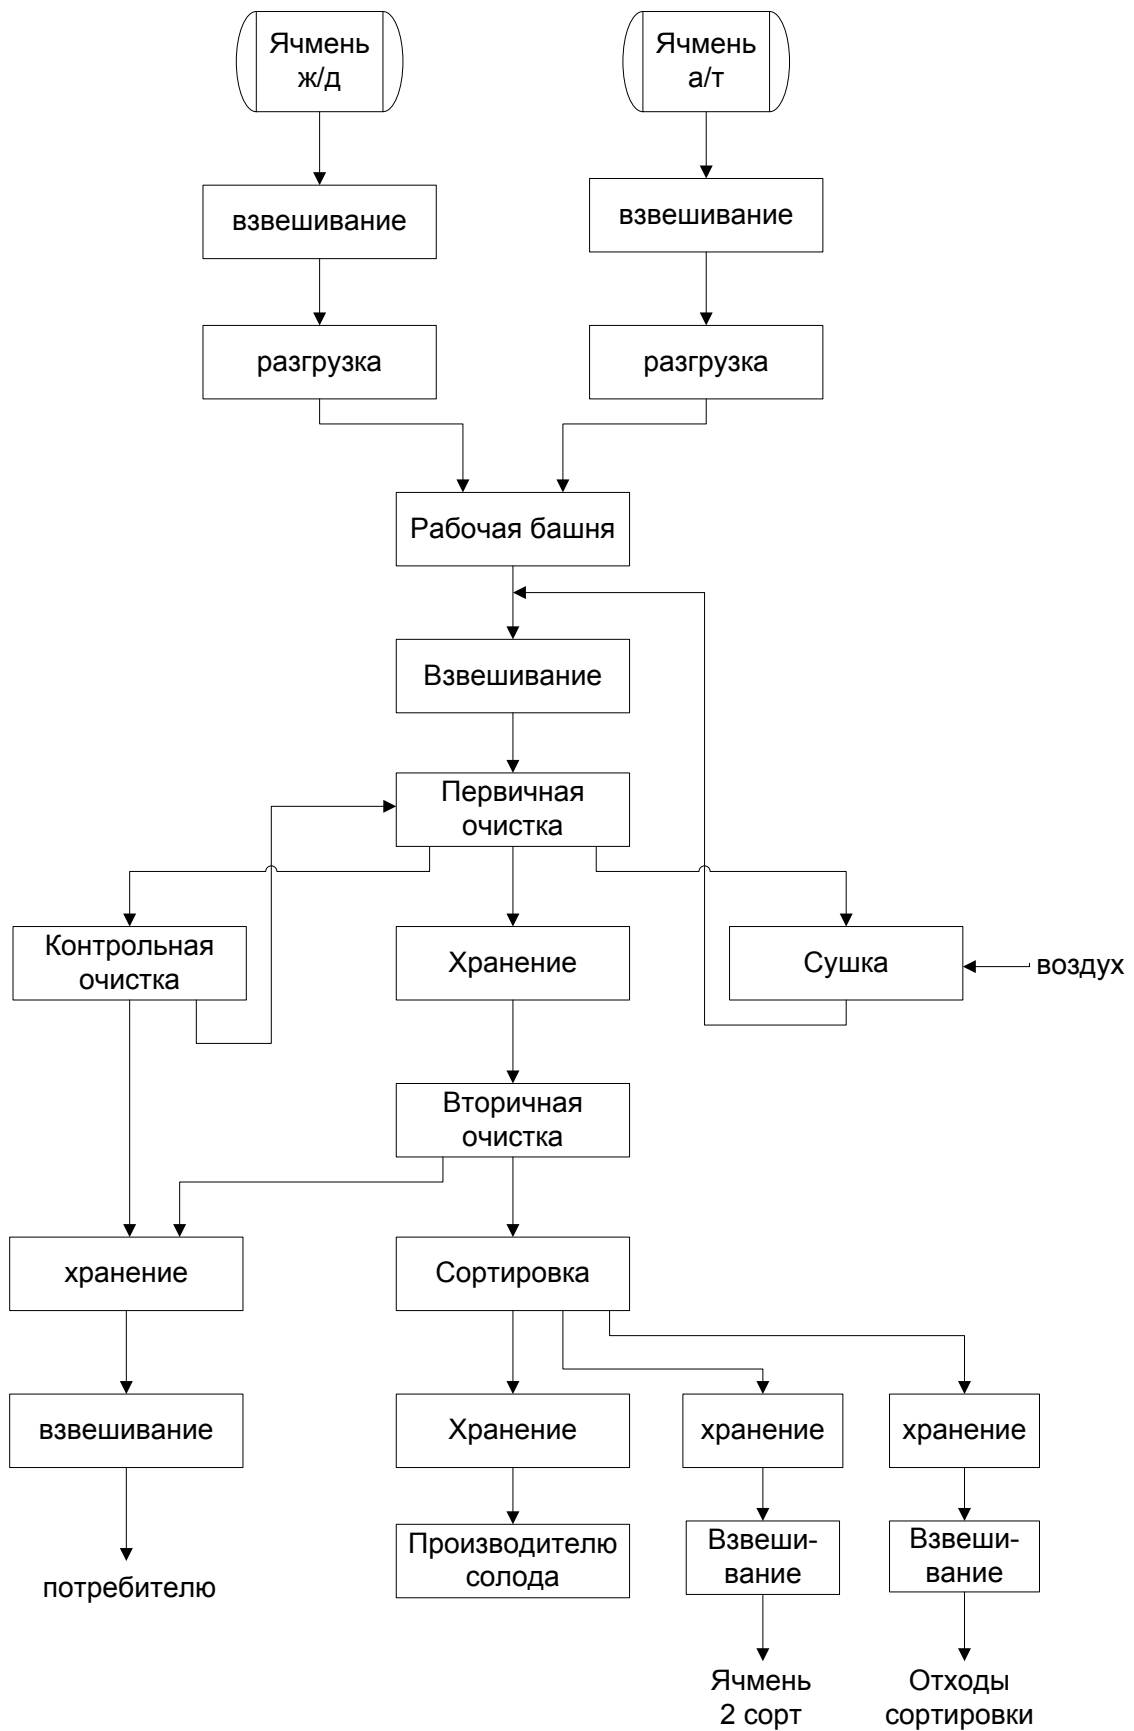 Ячмень
ж/д
Ячмень
а/т
взвешивание
взвешивание
разгрузка
разгрузка
Рабочая башня
Взвешивание
Первичная
очистка
Контрольная
очистка
Хранение
Сушка
воздух
Вторичная
очистка
хранение
Сортировка
взвешивание
Хранение
хранение
хранение
Производителю
солода
Взвеши-
вание
Взвеши-
вание
потребителю
Ячмень
2 сорт
Отходы
сортировки